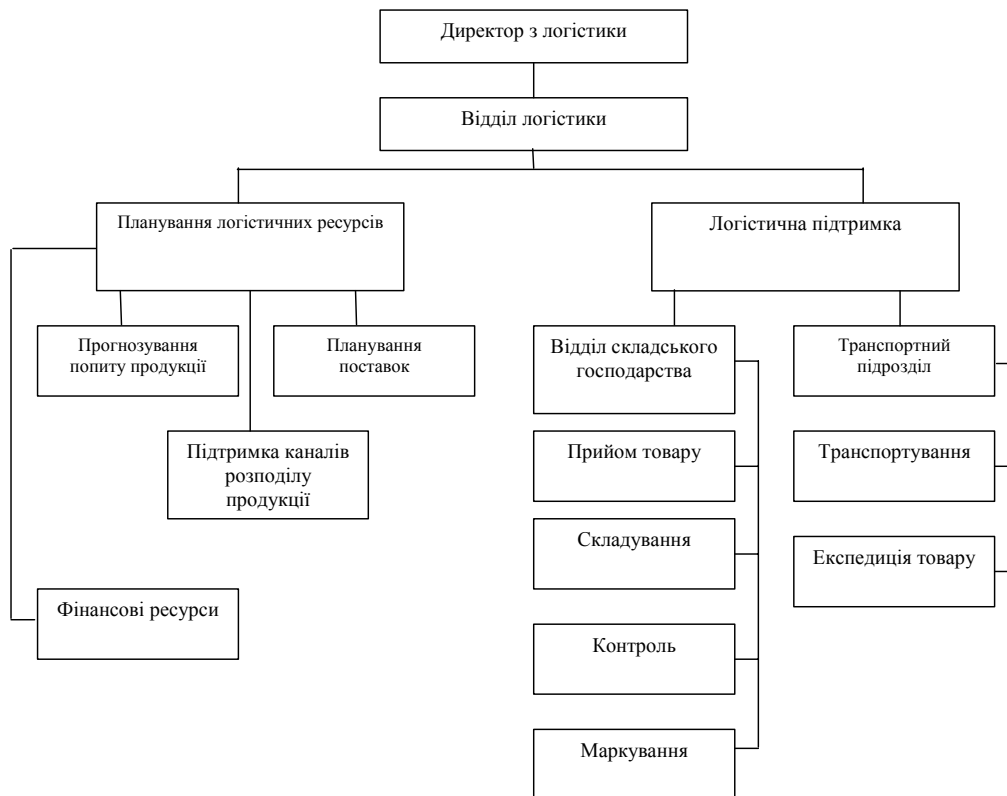 Директор з логістики
Відділ логістики
Планування логістичних ресурсів
Логістична підтримка
Прогнозування
попиту продукції
Планування
поставок
Відділ складського
господарства
Транспортний
підрозділ
Підтримка каналів
розподілу
продукції
Прийом товару
Транспортування
Складування
Експедиція товару
Фінансові ресурси
Контроль
Маркування